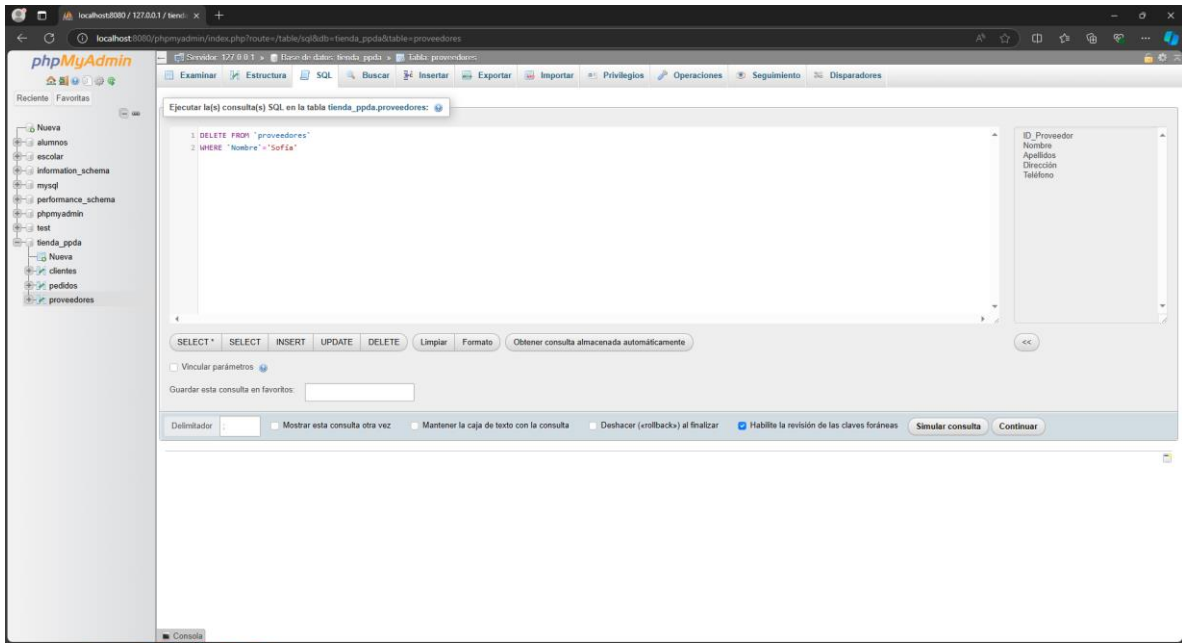 localhost:8080 / 127.0.0.1 / tiend
localhost:8080/phpmyadmin/index.php?route=/table/sql&db=tienda_ppda&table=proveedores
phpMyAdmin
Reciente Favoritas
Nueva
alumnos
escolar
information_schema
mysql
performance_schema
phpmyadmin
test
tienda_ppda
Nueva
clientes
pedidos
proveedores
Servidor: 127.0.0.1 » Base de datos: tienda_ppda » Tabla: proveedores
Examinar Estructura SQL Buscar Insertar Exportar Importar Privilegios Operaciones Seguimiento Disparadores
Ejecutar la(s) consulta(s) SQL en la tabla tienda_ppda.proveedores:
1 DELETE FROM `proveedores`
2 WHERE `Nombre`="Sofía"
ID_Proveedor
Nombre
Apellidos
Dirección
Teléfono
SELECT * SELECT INSERT UPDATE DELETE Limpiar Formato Obtener consulta almacenada automáticamente <<
Vincular parámetros
Guardar esta consulta en favoritos:
Delimitador ; Mostrar esta consulta otra vez Mantener la caja de texto con la consulta Deshacer («rollback») al finalizar Habilite la revisión de las claves foráneas Simular consulta Continuar
Consola